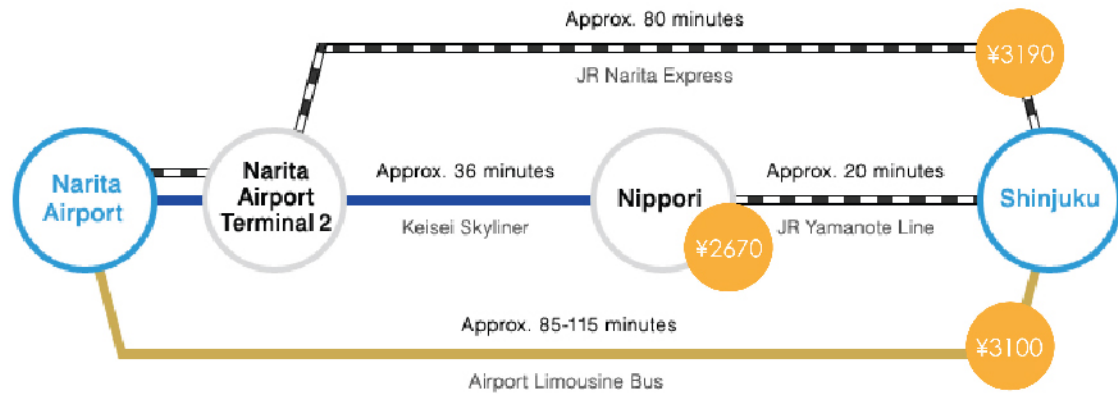 Approx. 80 minutes
¥3190
JR Narita Express
Narita
Airport
Narita
Airport
Terminal 2
Approx. 36 minutes
Keisei Skyliner
Nippori
¥2670
Approx. 20 minutes
JR Yamanote Line
Shinjuku
Approx. 85-115 minutes
¥3100
Airport Limousine Bus